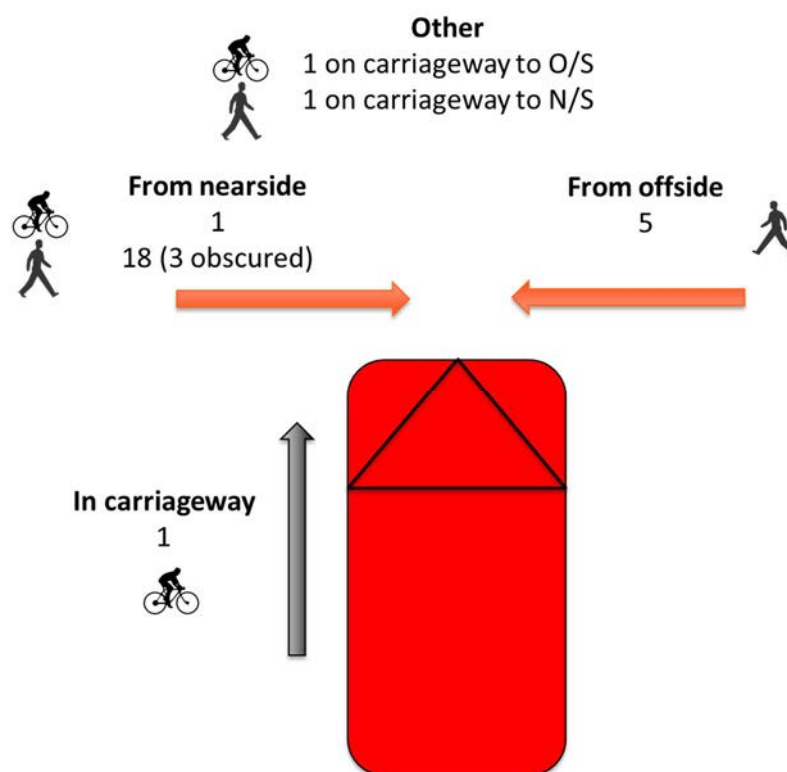 Other
1 on carriageway to O/S
1 on carriageway to N/S
From nearside
1
18 (3 obscured)
From offside
5
In carriageway
1